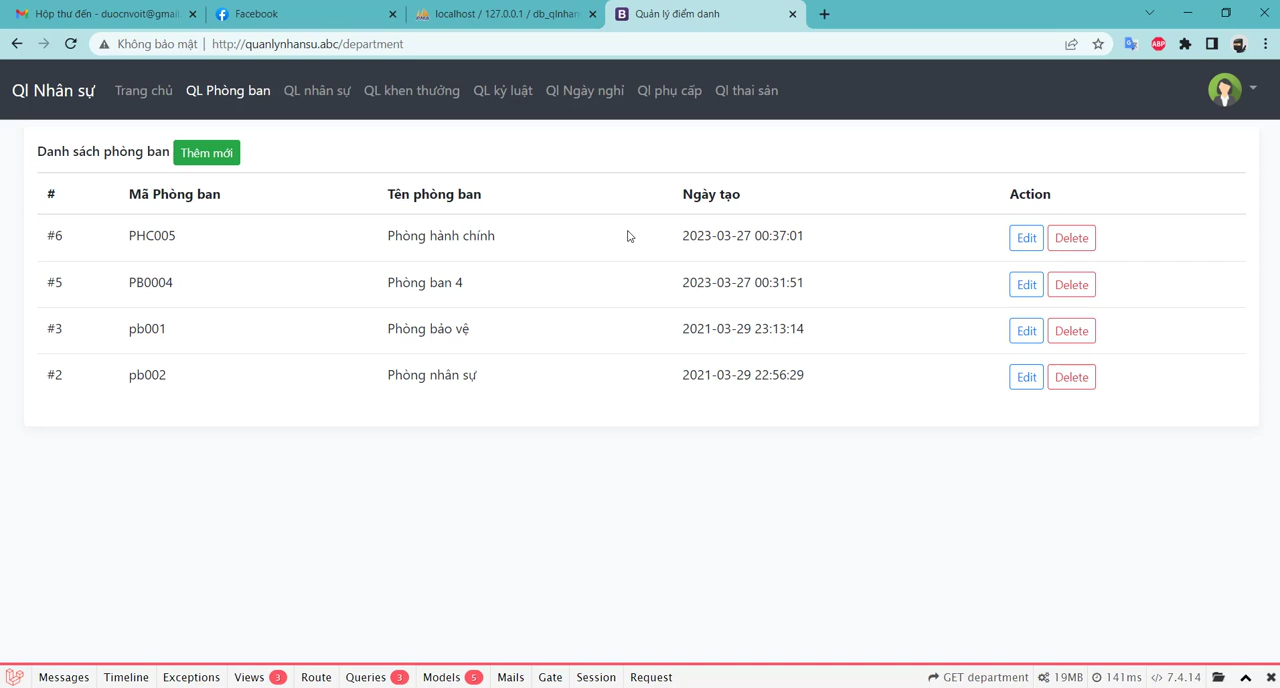 Hộp thư đến - duocnvoit@gmail
Facebook
localhost / 127.0.0.1 / db_qlnhan
Quản lý điểm danh
Không bảo mật | http://quanlynhansu.abc/department
ABP
Ql Nhân sự
Trang chủ
QL Phòng ban
QL nhân sự
QL khen thưởng
QL kỷ luật
Ql Ngày nghỉ
Ql phụ cấp
Ql thai sản
Danh sách phòng ban Thêm mới
# Mã Phòng ban Tên phòng ban Ngày tạo Action
#6 PHC005 Phòng hành chính 2023-03-27 00:37:01 Edit Delete
#5 PB0004 Phòng ban 4 2023-03-27 00:31:51 Edit Delete
#3 pb001 Phòng bảo vệ 2021-03-29 23:13:14 Edit Delete
#2 pb002 Phòng nhân sự 2021-03-29 22:56:29 Edit Delete
Messages Timeline Exceptions Views 3 Route Queries 3 Models 5 Mails Gate Session Request GET department 19MB 141ms 7.4.14